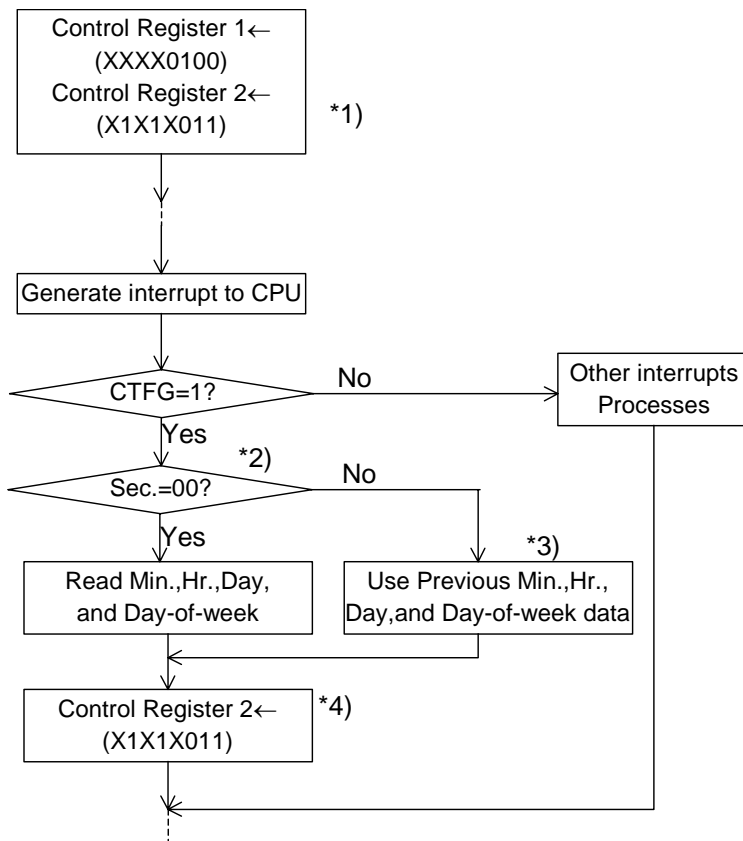 Control Register 1←
(XXXX0100)
Control Register 2←
(X1X1X011)
*1)
Generate interrupt to CPU
CTFG=1?
No
Other interrupts
Processes
Yes
*2)
Sec.=00?
No
Yes
*3)
Read Min.,Hr.,Day,
and Day-of-week
Use Previous Min.,Hr.,
Day,and Day-of-week data
Control Register 2←
(X1X1X011)
*4)